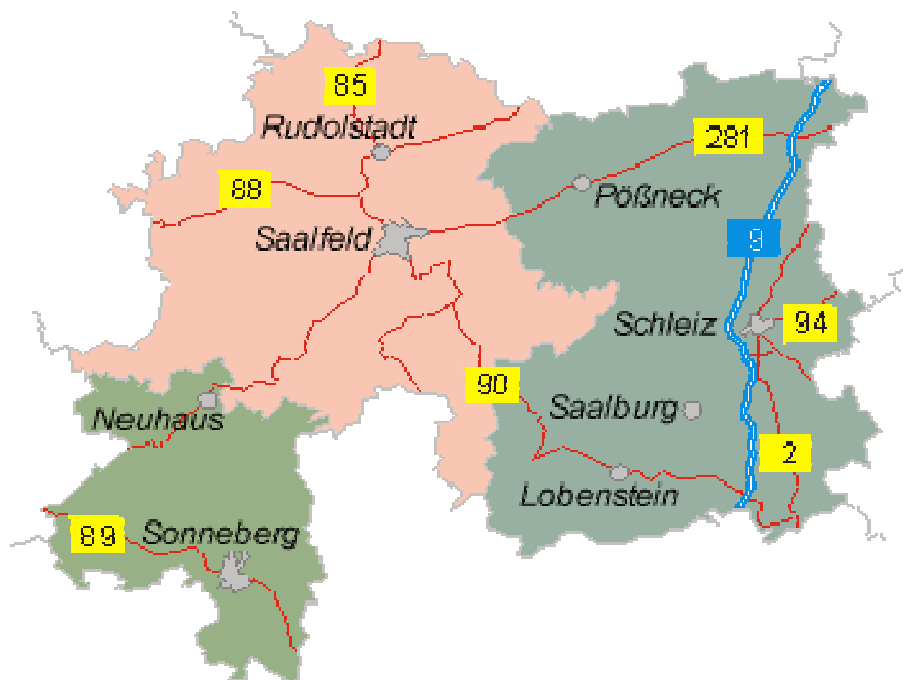 85
Rudolstadt
281
88
Pößneck
Saalfeld
9
Schleiz
94
90
Saalburg
Neuhaus
2
Lobenstein
89
Sonneberg